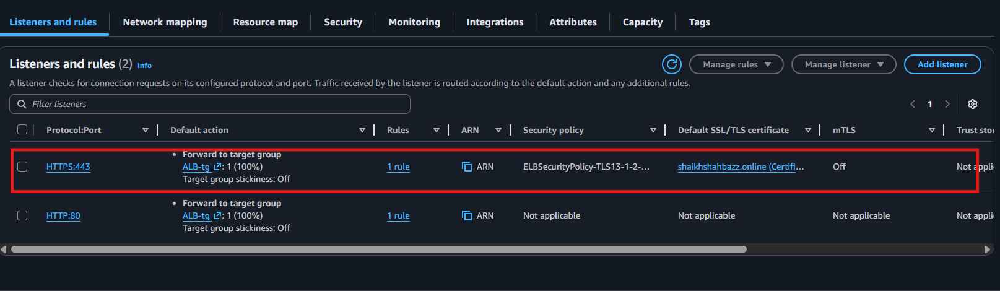 Listeners and rules Network mapping Resource map Security Monitoring Integrations Attributes Capacity Tags
Listeners and rules (2) Info Manage rules Manage listener Add listener
A listener checks for connection requests on its configured protocol and port. Traffic received by the listener is routed according to the default action and any additional rules.
Filter listeners 1
Protocol:Port Default action Rules ARN Security policy Default SSL/TLS certificate mTLS Trust stor
• Forward to target group
HTTPS:443 ALB-tg : 1 (100%) 1 rule ARN ELBSecurityPolicy-TLS13-1-2-... shaikhshahbazz.online (Certifi... Off Not appli
Target group stickiness: Off
• Forward to target group
HTTP:80 ALB-tg : 1 (100%) 1 rule ARN Not applicable Not applicable Not applicable Not appli
Target group stickiness: Off